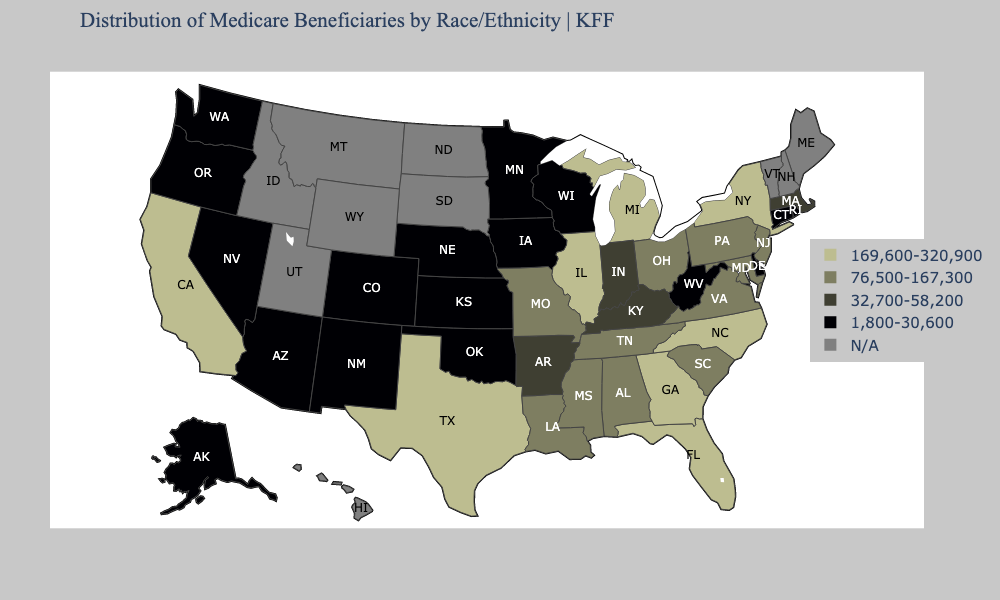 Distribution of Medicare Beneficiaries by Race/Ethnicity | KFF
WA
MT
ND
MN
ME
OR
ID
SD
WI
VT
NH
WY
MI
NY
MA
CT
RI
NV
UT
NE
IA
PA
NJ
CA
CO
KS
MO
IL
IN
OH
MD
DE
WV
VA
KY
AZ
NM
OK
AR
TN
NC
SC
TX
LA
MS
AL
GA
FL
AK
HI
169,600-320,900
76,500-167,300
32,700-58,200
1,800-30,600
N/A